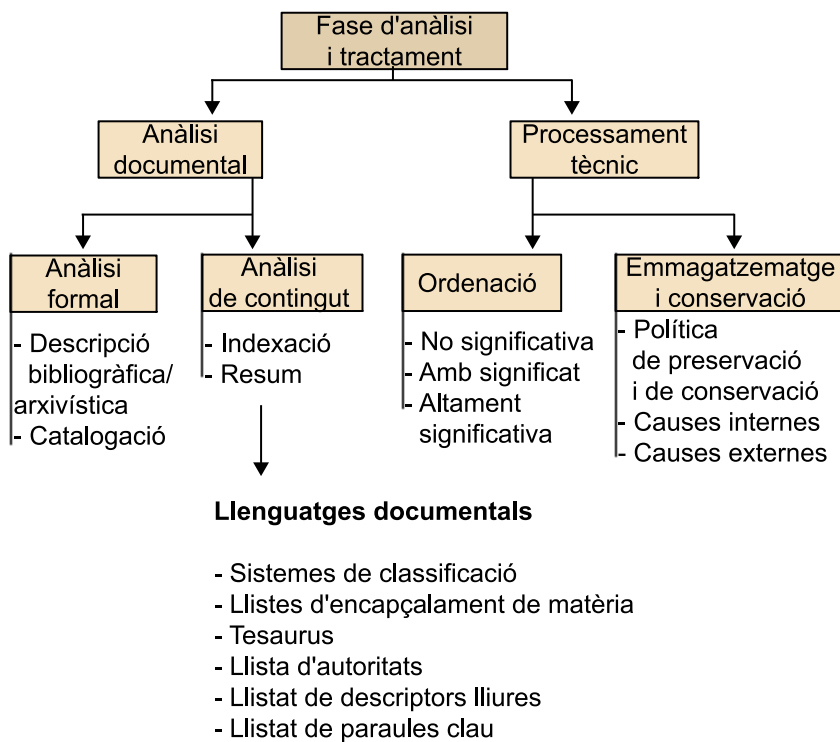 Fase d'anàlisi
i tractament
Anàlisi
documental
Processament
tècnic
Anàlisi
formal
- Descripció
bibliogràfica/
arxivística
- Catalogació
Anàlisi
de contingut
- Indexació
- Resum
Ordenació
- No significativa
- Amb significat
- Altament
significativa
Emmagatzematge
i conservació
- Política
de preservació
i de conservació
- Causes internes
- Causes externes
Llenguatges documentals
- Sistemes de classificació
- Llistes d'encapçalament de matèria
- Tesaurus
- Llista d'autoritats
- Llistat de descriptors lliures
- Llistat de paraules clau